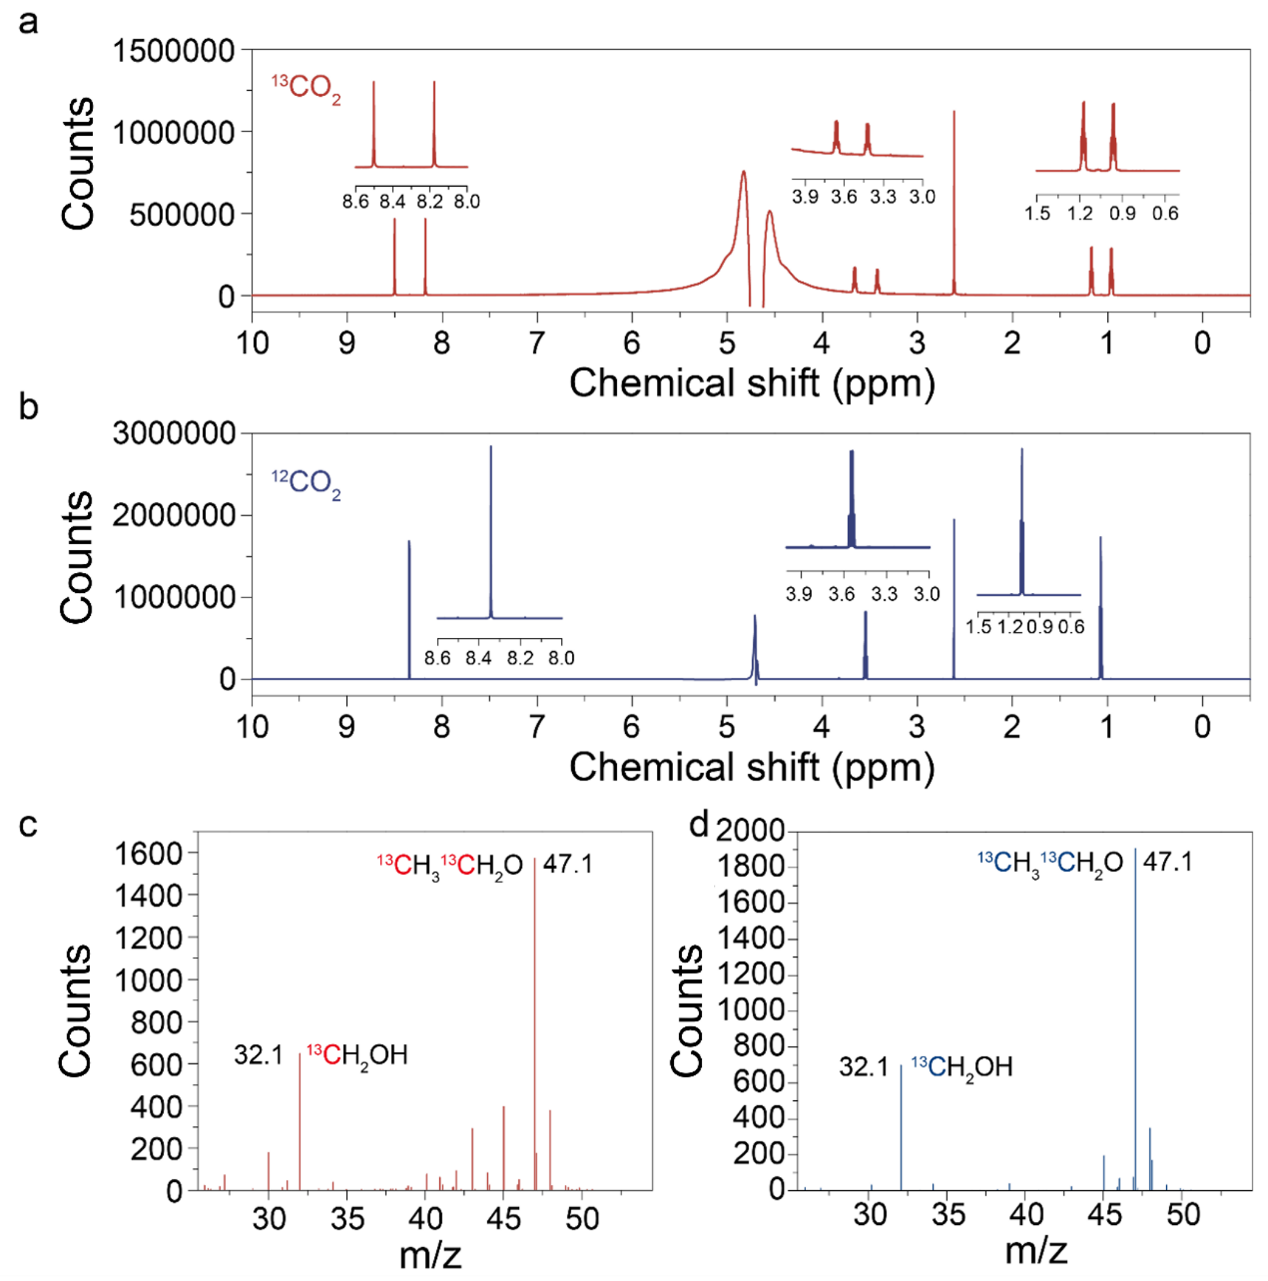 a
1500000
1000000
500000
0
Counts
¹³CO₂
8.6 8.4 8.2 8.0
3.9 3.6 3.3 3.0
1.5 1.2 0.9 0.6
10 9 8 7 6 5 4 3 2 1 0
Chemical shift (ppm)
b
3000000
2000000
1000000
0
Counts
¹²CO₂
8.6 8.4 8.2 8.0
3.9 3.6 3.3 3.0
1.5 1.2 0.9 0.6
10 9 8 7 6 5 4 3 2 1 0
Chemical shift (ppm)
c
1600
1400
1200
1000
800
600
400
200
0
Counts
¹³CH₃¹³CH₂O 47.1
32.1 ¹³CH₂OH
30 35 40 45 50
m/z
d
2000
1800
1600
1400
1200
1000
800
600
400
200
0
Counts
¹³CH₃¹³CH₂O 47.1
32.1 ¹³CH₂OH
30 35 40 45 50
m/z